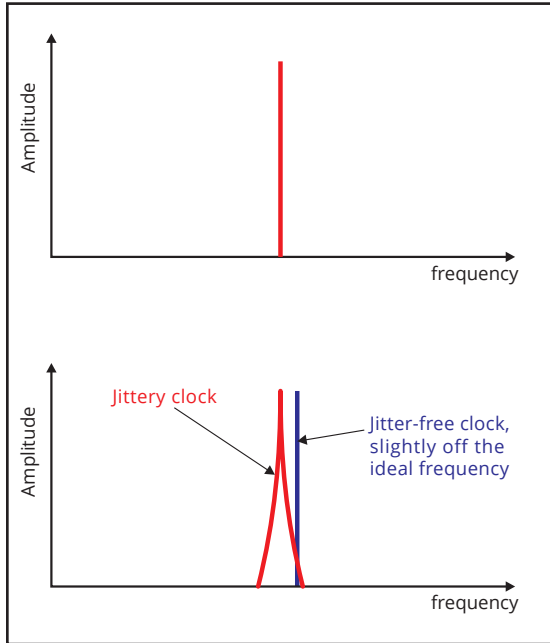 Amplitude
frequency
Amplitude
Jittery clock
Jitter-free clock,
slightly off the
ideal frequency
frequency